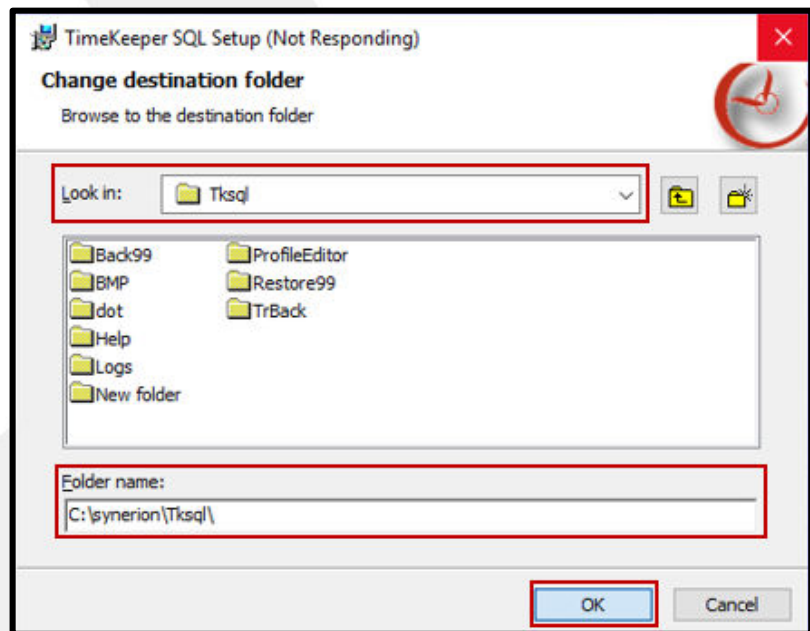 TimeKeeper SQL Setup (Not Responding)
Change destination folder
Browse to the destination folder
Look in: Tksql
Back99 ProfileEditor
BMP Restore99
dot TrBack
Help
Logs
New folder
Folder name:
C:\synerion\Tksql\
OK Cancel